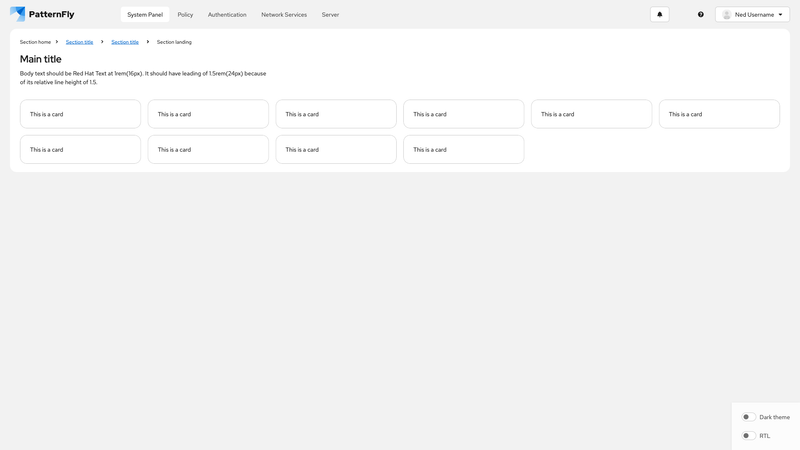 PatternFly
System Panel Policy Authentication Network Services Server Ned Username
Section home Section title Section title Section landing
Main title
Body text should be Red Hat Text at 1rem(16px). It should have leading of 1.5rem(24px) because
of its relative line height of 1.5.
This is a card This is a card This is a card This is a card This is a card This is a card
This is a card This is a card This is a card This is a card
Dark theme
RTL